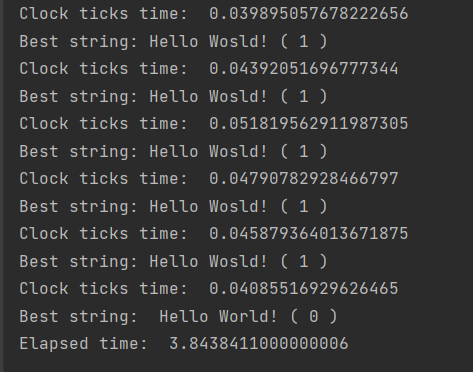 Clock ticks time:  0.039895057678222656
Best string: Hello Wosld! ( 1 )
Clock ticks time:  0.04392051696777344
Best string: Hello Wosld! ( 1 )
Clock ticks time:  0.051819562911987305
Best string: Hello Wosld! ( 1 )
Clock ticks time:  0.04790782928466797
Best string: Hello Wosld! ( 1 )
Clock ticks time:  0.045879364013671875
Best string: Hello Wosld! ( 1 )
Clock ticks time:  0.04085516929626465
Best string:  Hello World! ( 0 )
Elapsed time:  3.8438411000000006